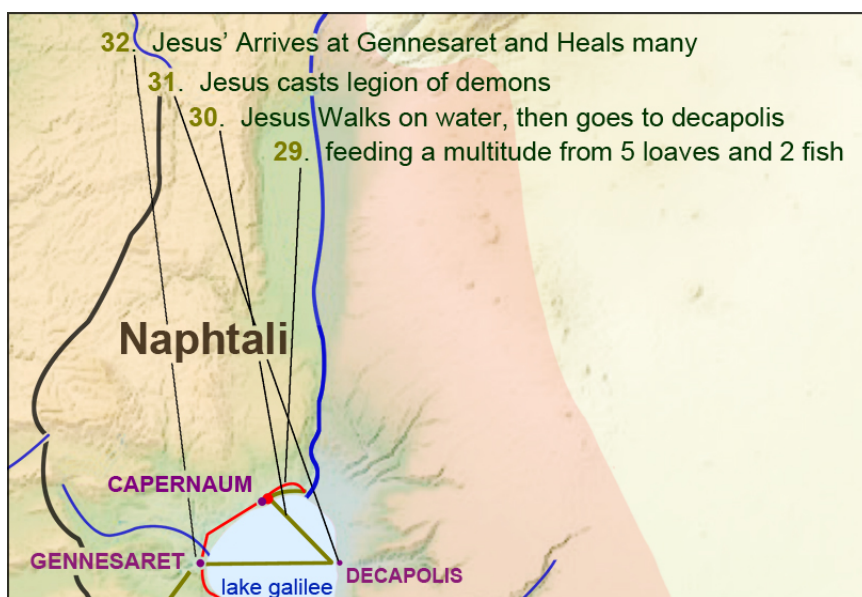 32. Jesus’ Arrives at Gennesaret and Heals many
31. Jesus casts legion of demons
30. Jesus Walks on water, then goes to decapolis
29. feeding a multitude from 5 loaves and 2 fish
Naphtali
CAPERNAUM
GENNESARET
DECAPOLIS
lake galilee